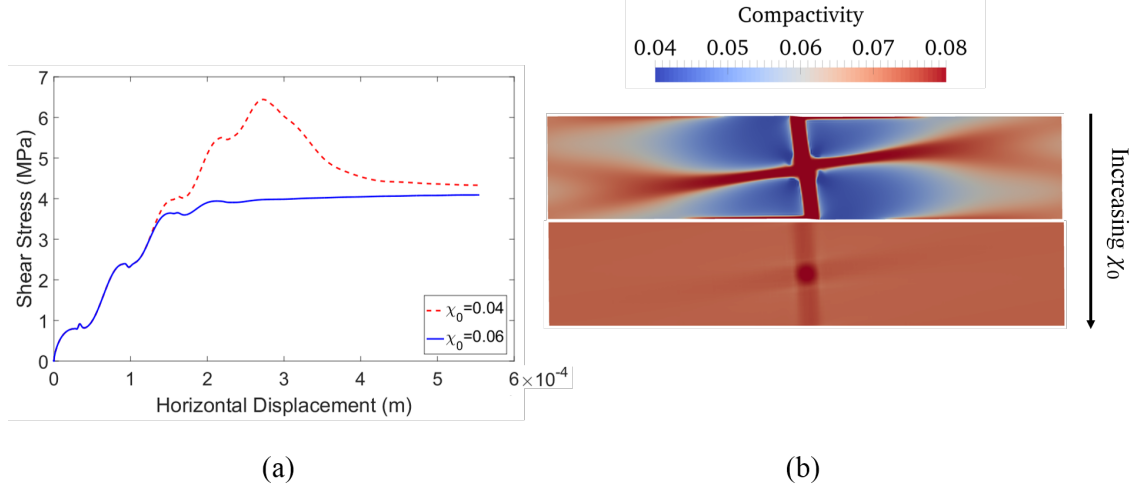 Compactivity
0.04 0.05 0.06 0.07 0.08
7
6
5
4
3
2
1
0
Shear Stress (MPa)
χ₀=0.04
χ₀=0.06
0 1 2 3 4 5 6 ×10⁻⁴
Horizontal Displacement (m)
Increasing χ₀
(a)
(b)